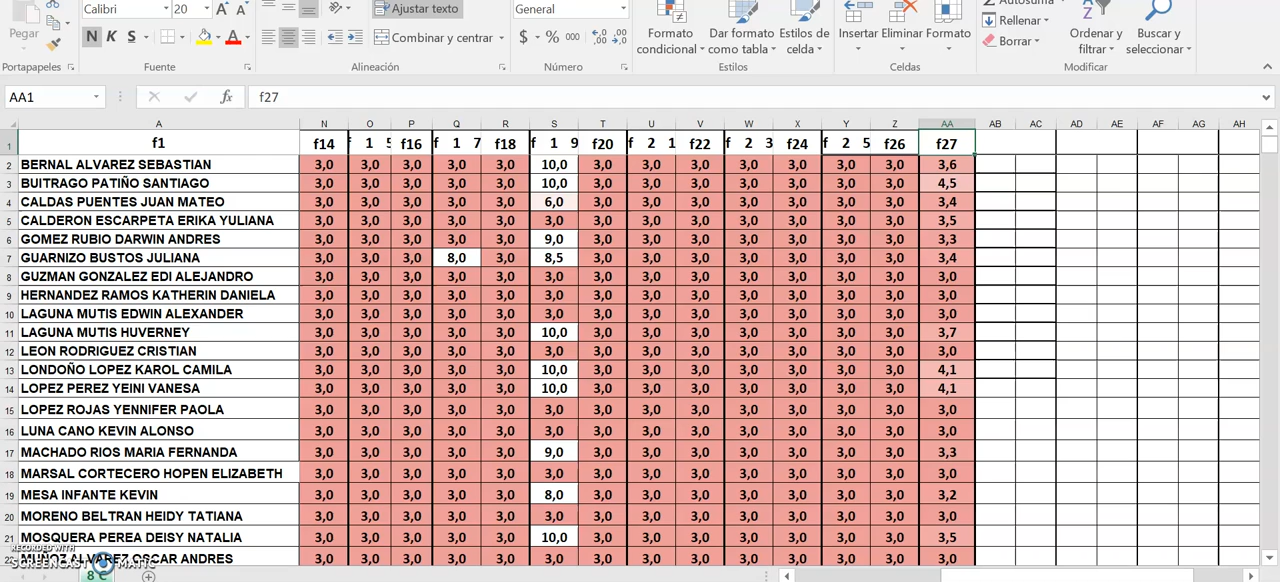 Calibri 20 A A Ajustar texto General Autosuma
Pegar N K S A Combinar y centrar $ % 000 Formato condicional Dar formato como tabla Estilos de celda Insertar Eliminar Formato Rellenar Borrar Ordenar y filtrar Buscar y seleccionar
Portapapeles Fuente Alineación Número Estilos Celdas Modificar
AA1 fx f27
A N O P Q R S T U V W X Y Z AA AB AC AD AE AF AG AH
1 f1 f14 f 1 5 f16 f 1 7 f18 f 1 9 f20 f 2 1 f22 f 2 3 f24 f 2 5 f26 f27
2 BERNAL ALVAREZ SEBASTIAN 3,0 3,0 3,0 3,0 3,0 10,0 3,0 3,0 3,0 3,0 3,0 3,0 3,0 3,6
3 BUITRAGO PATIÑO SANTIAGO 3,0 3,0 3,0 3,0 3,0 10,0 3,0 3,0 3,0 3,0 3,0 3,0 3,0 4,5
4 CALDAS PUENTES JUAN MATEO 3,0 3,0 3,0 3,0 3,0 6,0 3,0 3,0 3,0 3,0 3,0 3,0 3,0 3,4
5 CALDERON ESCARPETA ERIKA YULIANA 3,0 3,0 3,0 3,0 3,0 3,0 3,0 3,0 3,0 3,0 3,0 3,0 3,0 3,5
6 GOMEZ RUBIO DARWIN ANDRES 3,0 3,0 3,0 3,0 3,0 9,0 3,0 3,0 3,0 3,0 3,0 3,0 3,0 3,3
7 GUARNIZO BUSTOS JULIANA 3,0 3,0 3,0 8,0 3,0 8,5 3,0 3,0 3,0 3,0 3,0 3,0 3,0 3,4
8 GUZMAN GONZALEZ EDI ALEJANDRO 3,0 3,0 3,0 3,0 3,0 3,0 3,0 3,0 3,0 3,0 3,0 3,0 3,0 3,0
9 HERNANDEZ RAMOS KATHERIN DANIELA 3,0 3,0 3,0 3,0 3,0 3,0 3,0 3,0 3,0 3,0 3,0 3,0 3,0 3,0
10 LAGUNA MUTIS EDWIN ALEXANDER 3,0 3,0 3,0 3,0 3,0 3,0 3,0 3,0 3,0 3,0 3,0 3,0 3,0 3,0
11 LAGUNA MUTIS HUVERNEY 3,0 3,0 3,0 3,0 3,0 10,0 3,0 3,0 3,0 3,0 3,0 3,0 3,0 3,7
12 LEON RODRIGUEZ CRISTIAN 3,0 3,0 3,0 3,0 3,0 3,0 3,0 3,0 3,0 3,0 3,0 3,0 3,0 3,0
13 LONDOÑO LOPEZ KAROL CAMILA 3,0 3,0 3,0 3,0 3,0 10,0 3,0 3,0 3,0 3,0 3,0 3,0 3,0 4,1
14 LOPEZ PEREZ YEINI VANESA 3,0 3,0 3,0 3,0 3,0 10,0 3,0 3,0 3,0 3,0 3,0 3,0 3,0 4,1
15 LOPEZ ROJAS YENNIFER PAOLA 3,0 3,0 3,0 3,0 3,0 3,0 3,0 3,0 3,0 3,0 3,0 3,0 3,0 3,0
16 LUNA CANO KEVIN ALONSO 3,0 3,0 3,0 3,0 3,0 3,0 3,0 3,0 3,0 3,0 3,0 3,0 3,0 3,0
17 MACHADO RIOS MARIA FERNANDA 3,0 3,0 3,0 3,0 3,0 9,0 3,0 3,0 3,0 3,0 3,0 3,0 3,0 3,3
18 MARSAL CORTECERO HOPEN ELIZABETH 3,0 3,0 3,0 3,0 3,0 3,0 3,0 3,0 3,0 3,0 3,0 3,0 3,0 3,0
19 MESA INFANTE KEVIN 3,0 3,0 3,0 3,0 3,0 8,0 3,0 3,0 3,0 3,0 3,0 3,0 3,0 3,2
20 MORENO BELTRAN HEIDY TATIANA 3,0 3,0 3,0 3,0 3,0 3,0 3,0 3,0 3,0 3,0 3,0 3,0 3,0 3,0
21 MOSQUERA PEREA DEISY NATALIA 3,0 3,0 3,0 3,0 3,0 10,0 3,0 3,0 3,0 3,0 3,0 3,0 3,0 3,5
22 MUÑOZ ALVAREZ OSCAR ANDRES 3,0 3,0 3,0 3,0 3,0 3,0 3,0 3,0 3,0 3,0 3,0 3,0 3,0 3,0
RECORDED WITH
SCREENCAST MATIC
8 C